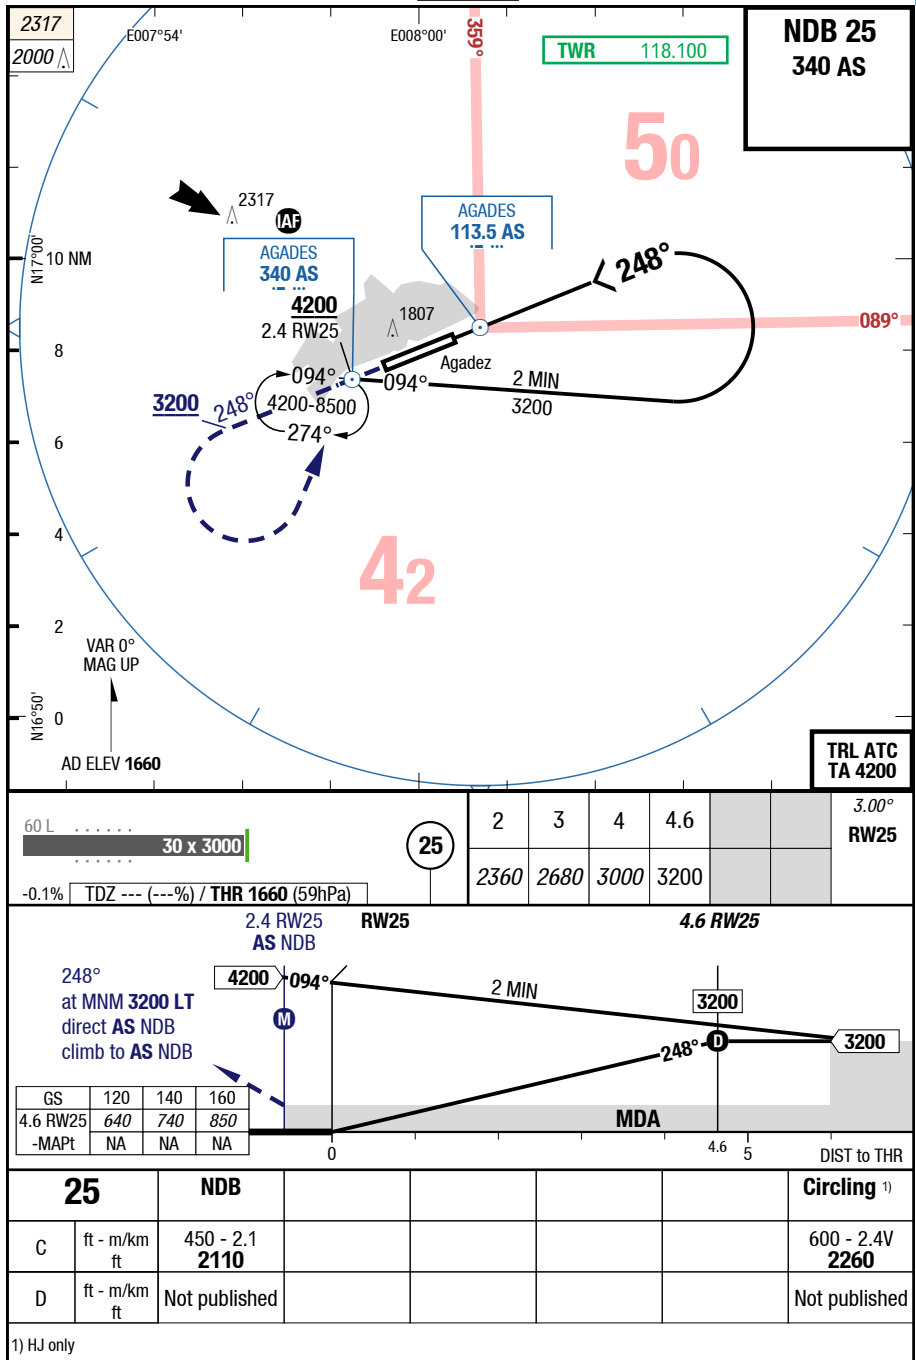 2317
2000
E007°54'
E008°00'
359°
TWR 118.100
NDB 25
340 AS
50
2317
IAF
AGADES
340 AS
AGADES
113.5 AS
N17°00'
10 NM
4200
2.4 RW25
1807
248°
089°
8
Agadez
094°
094°
2 MIN
3200
3200
248°
4200-8500
274°
6
4
42
2
VAR 0°
MAG UP
N16°50'
0
AD ELEV 1660
TRL ATC
TA 4200
60 L
30 x 3000
25
2 3 4 4.6
2360 2680 3000 3200
3.00°
RW25
-0.1% TDZ --- (---%) / THR 1660 (59hPa)
2.4 RW25
AS NDB
RW25
4.6 RW25
248°
at MNM 3200 LT
direct AS NDB
climb to AS NDB
4200
094°
2 MIN
3200
M
248°
D
3200
GS 120 140 160
4.6 RW25 640 740 850
-MAPt NA NA NA
MDA
0
4.6
5
DIST to THR
25 NDB Circling 1)
C ft - m/km 450 - 2.1 600 - 2.4V
ft 2110 2260
D ft - m/km Not published Not published
ft
1) HJ only